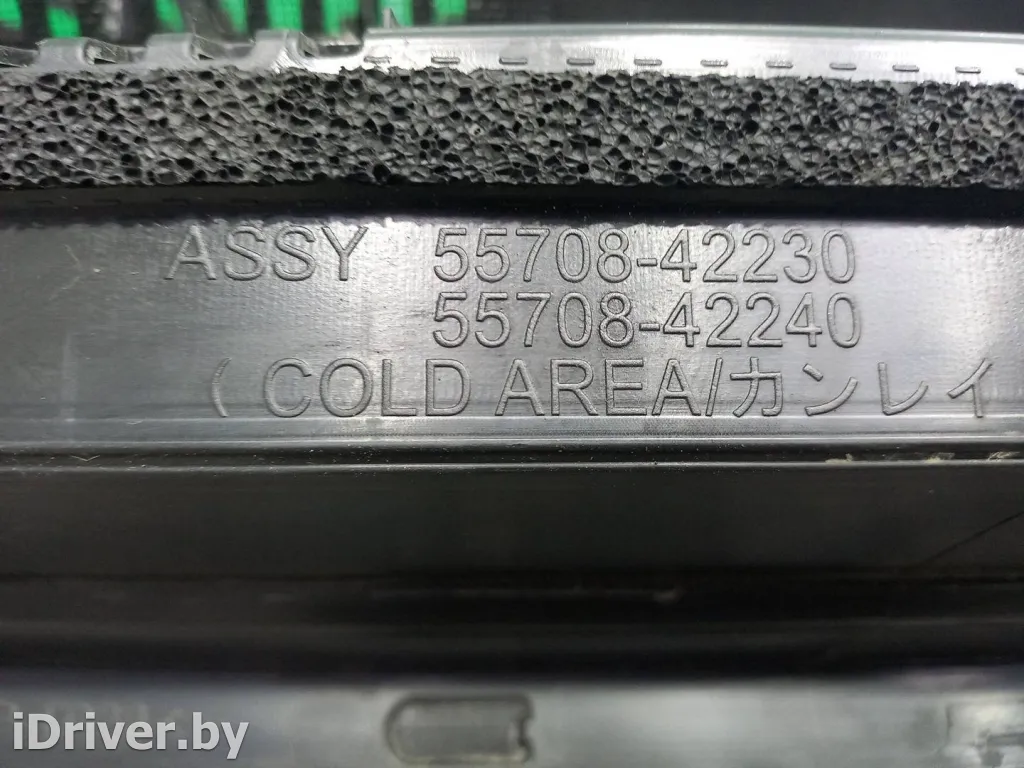 ASSY 55708-42230
55708-42240
( COLD AREA/カンレイ
iDriver.by